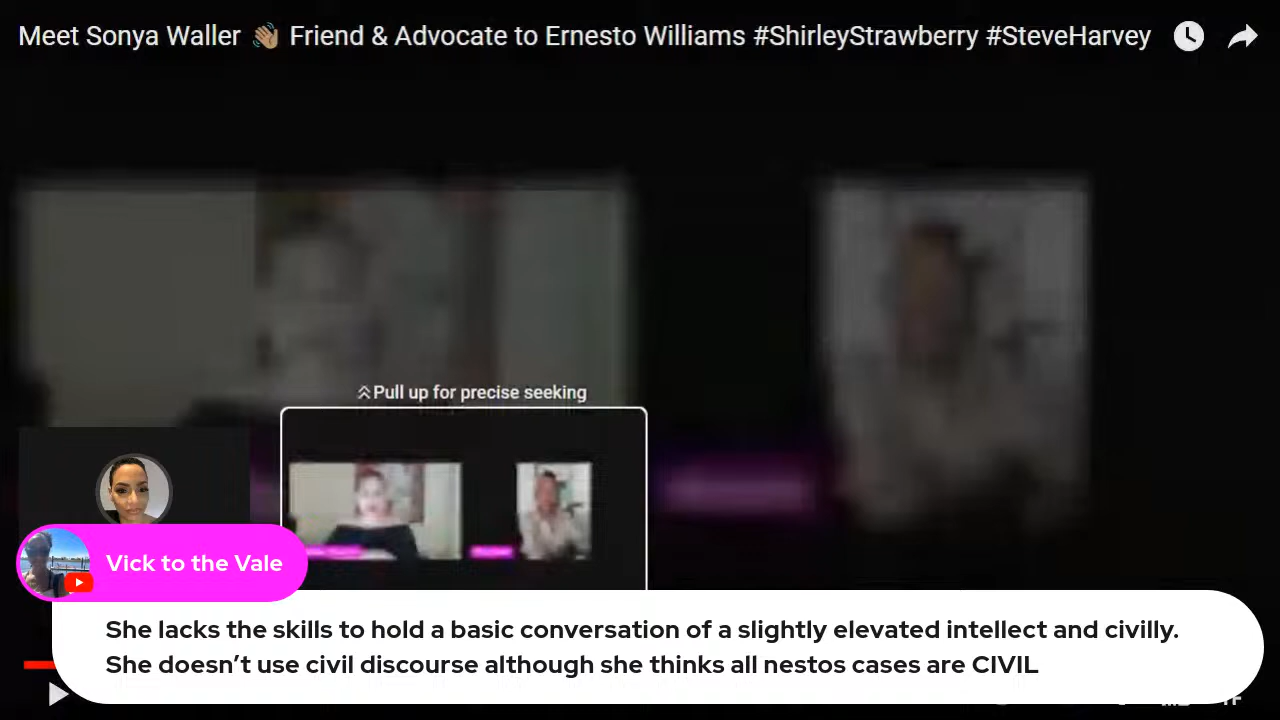 Meet Sonya Waller 👋🏽 Friend & Advocate to Ernesto Williams #ShirleyStrawberry #SteveHarvey
Pull up for precise seeking
Vick to the Vale
She lacks the skills to hold a basic conversation of a slightly elevated intellect and civilly.
She doesn’t use civil discourse although she thinks all nestos cases are CIVIL